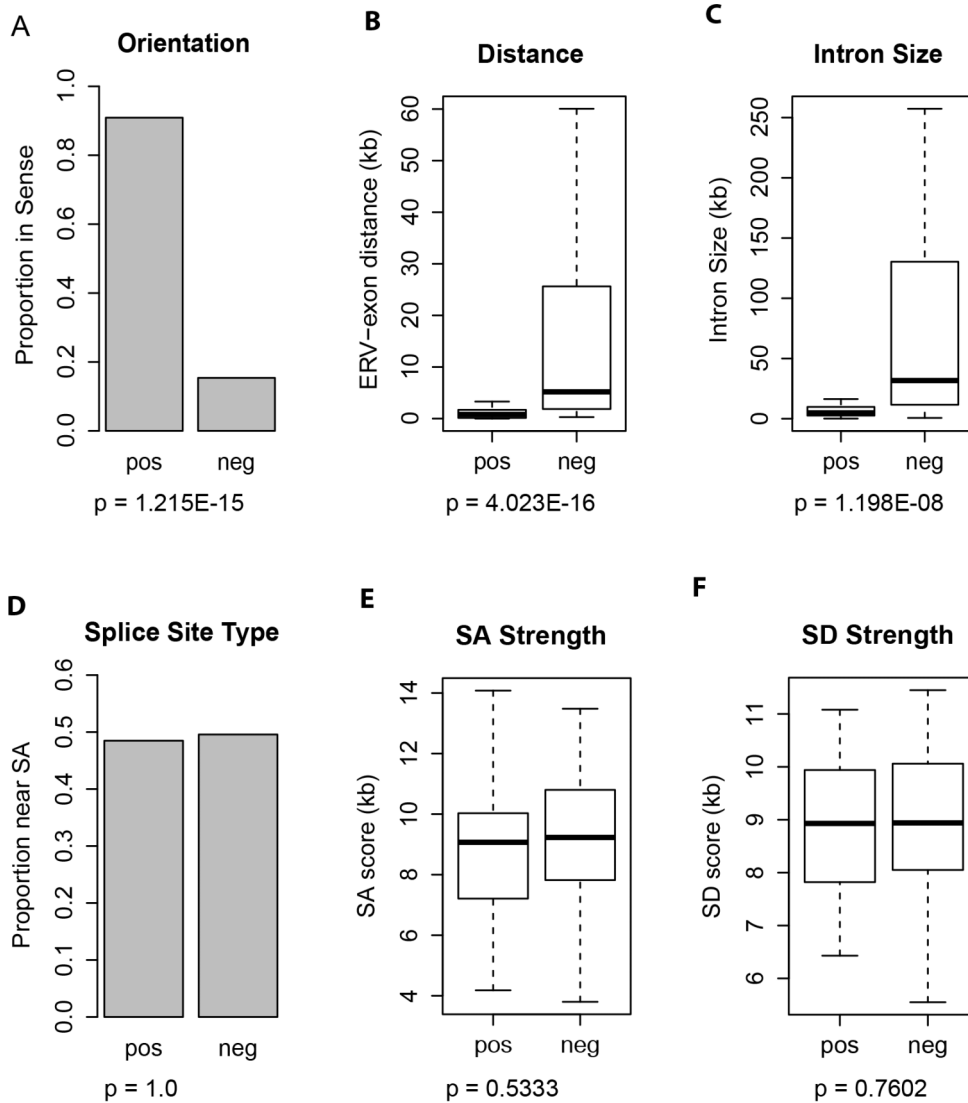 A
Orientation
Proportion in Sense
0.0 0.2 0.4 0.6 0.8 1.0
pos neg
p = 1.215E-15
B
Distance
ERV−exon distance (kb)
0 10 20 30 40 50 60
pos neg
p = 4.023E-16
C
Intron Size
Intron Size (kb)
0 50 100 150 200 250
pos neg
p = 1.198E-08
D
Splice Site Type
Proportion near SA
0.0 0.1 0.2 0.3 0.4 0.5 0.6
pos neg
p = 1.0
E
SA Strength
SA score (kb)
4 6 8 10 12 14
pos neg
p = 0.5333
F
SD Strength
SD score (kb)
6 7 8 9 10 11
pos neg
p = 0.7602